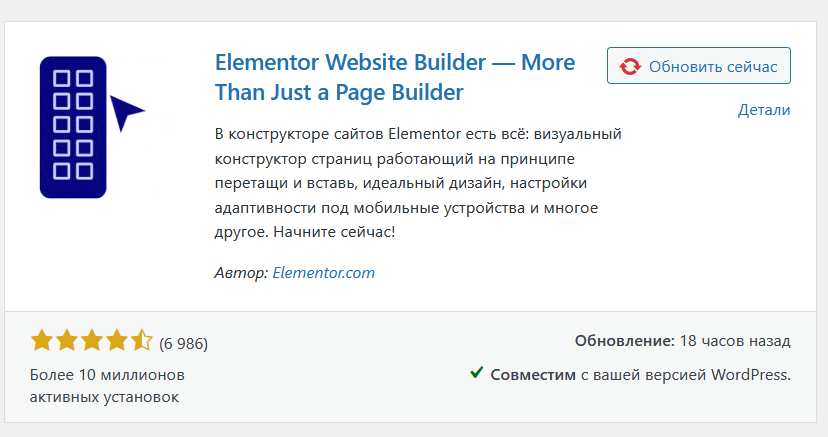 Elementor Website Builder — More
Than Just a Page Builder
Обновить сейчас
Детали
В конструкторе сайтов Elementor есть всё: визуальный
конструктор страниц работающий на принципе
перетащи и вставь, идеальный дизайн, настройки
адаптивности под мобильные устройства и многое
другое. Начните сейчас!
Автор: Elementor.com
(6 986)
Обновление: 18 часов назад
Более 10 миллионов
активных установок
Совместим с вашей версией WordPress.